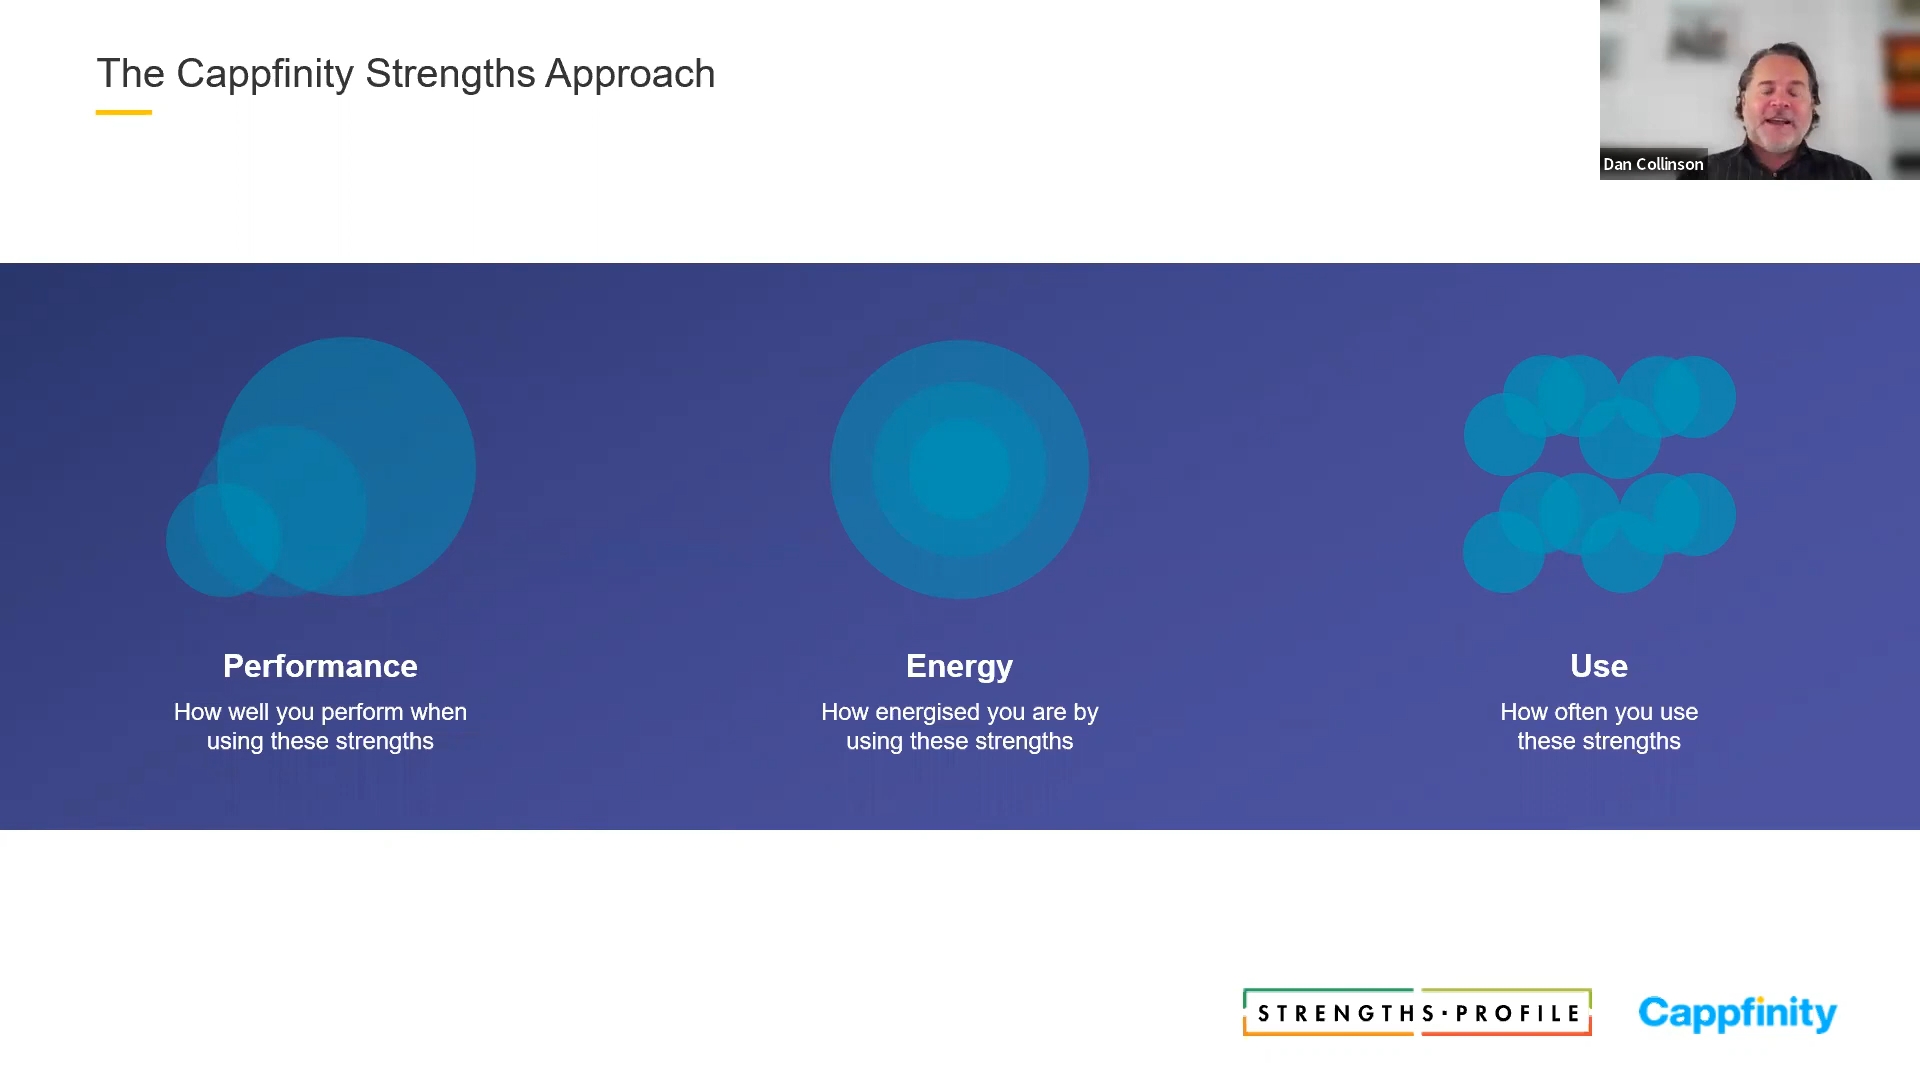 The Cappfinity Strengths Approach
Dan Collinson
Performance
How well you perform when
using these strengths
Energy
How energised you are by
using these strengths
Use
How often you use
these strengths
STRENGTHS·PROFILE
Cappfinity